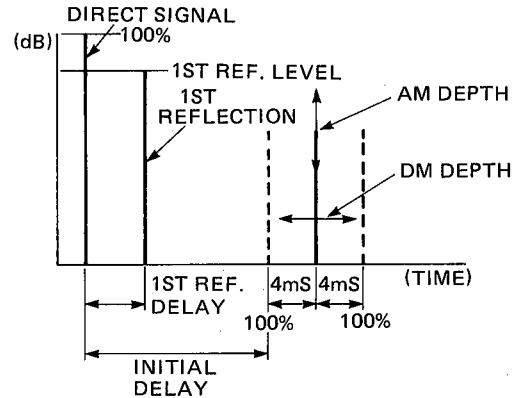 DIRECT SIGNAL
(dB)
100%
1ST REF. LEVEL
1ST
REFLECTION
AM DEPTH
DM DEPTH
(TIME)
1ST REF.
DELAY
4mS
4mS
100%
100%
INITIAL
DELAY